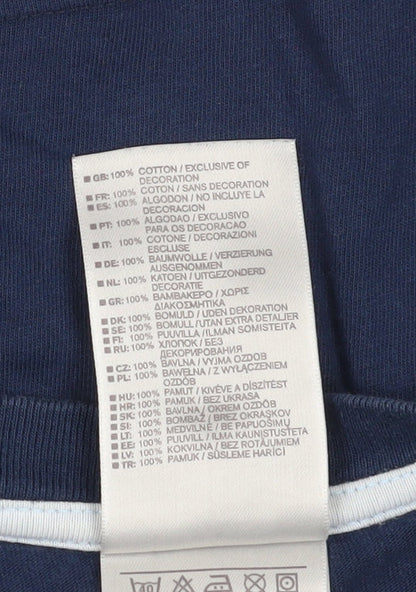 ■ GB: 100% COTTON / EXCLUSIVE OF
DECORATION
■ FR: 100% COTON / SANS DECORATION
■ ES: 100% ALGODON / NO INCLUYE LA
DECORACION
■ PT: 100% ALGODAO / EXCLUSIVO
PARA OS DECORACAO
■ IT: 100% COTONE / DECORAZIONI
ESCLUSE
■ DE: 100% BAUMWOLLE / VERZIERUNG
AUSGENOMMEN
■ NL: 100% KATOEN / UITGEZONDERD
DECORATIE
■ GR: 100% ΒΑΜΒΑΚΕΡΟ / ΧΩΡΙΣ
ΔΙΑΚΟΣΜΗΤΙΚΑ
■ DK: 100% BOMULD / UDEN DEKORATION
■ SE: 100% BOMULL / UTAN EXTRA DETALJER
■ FI: 100% PUUVILLA / ILMAN SOMISTEITA
■ RU: 100% ХЛОПОК / БЕЗ
ДЕКОРИРОВАНИЯ
■ CZ: 100% BAVLNA / VYJMA OZDOB
■ PL: 100% BAWEŁNA / Z WYŁĄCZENIEM
OZDÓB
■ HU: 100% PAMUT / KIVÉVE A DÍSZÍTÉST
■ HR: 100% PAMUK / BEZ UKRASA
■ SK: 100% BAVLNA / OKREM OZDÔB
■ SI: 100% BOMBAŽ / BREZ OKRASKOV
■ LT: 100% MEDVILNĖ / BE PAPUOŠIMŲ
■ EE: 100% PUUVILL / ILMA KAUNISTUSTETA
■ LV: 100% KOKVILNA / BEZ ROTĀJUMIEM
■ TR: 100% PAMUK / SÜSLEME HARİCİ
40